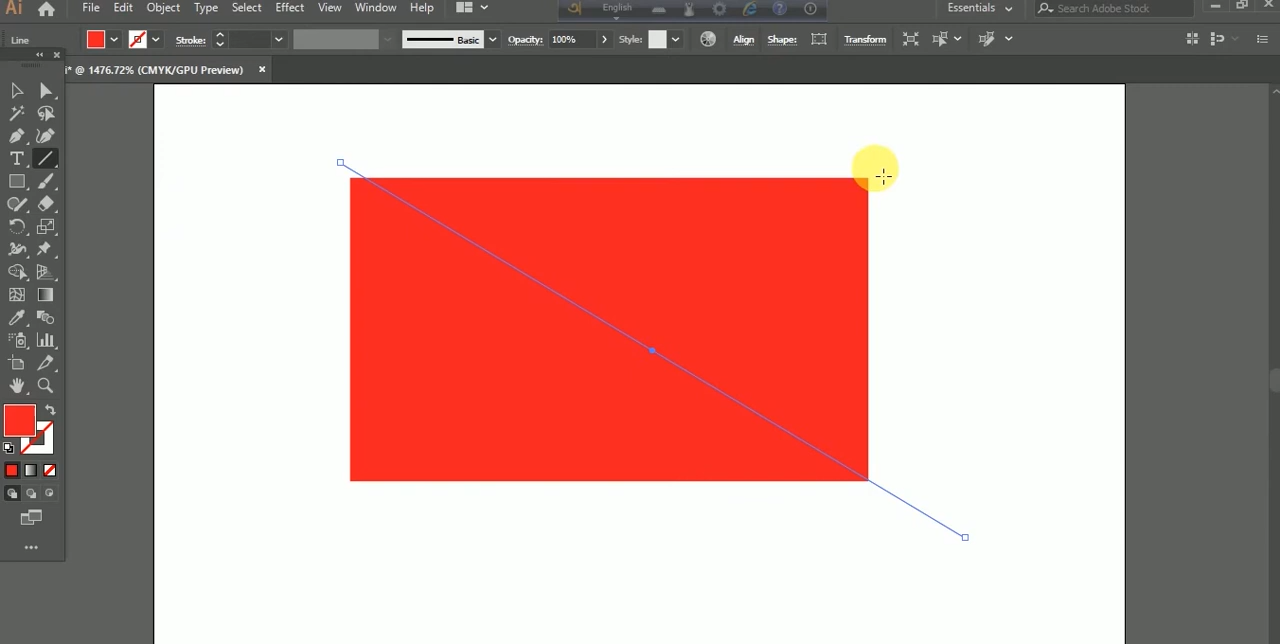 Ai File Edit Object Type Select Effect View Window Help অ English Essentials Search Adobe Stock
Line Stroke: Basic Opacity: 100% Style: Align Shape: Transform
i* @ 1476.72% (CMYK/GPU Preview)
T